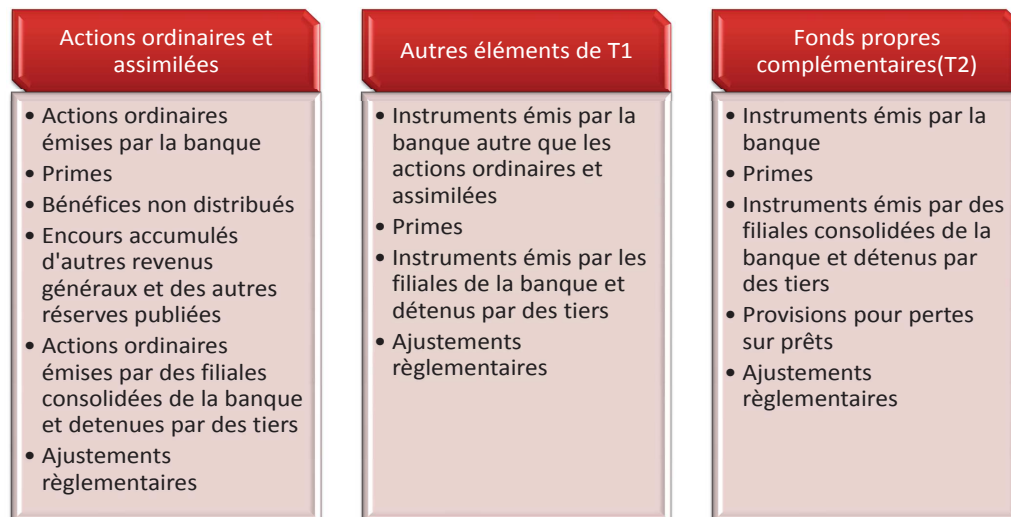 Actions ordinaires et
assimilées
• Actions ordinaires
émises par la banque
• Primes
• Bénéfices non distribués
• Encours accumulés
d'autres revenus
généraux et des autres
réserves publiées
• Actions ordinaires
émises par des filiales
consolidées de la banque
et detenues par des tiers
• Ajustements
règlementaires
Autres éléments de T1
• Instruments émis par la
banque autre que les
actions ordinaires et
assimilées
• Primes
• Instruments émis par les
filiales de la banque et
détenus par des tiers
• Ajustements
règlementaires
Fonds propres
complémentaires(T2)
• Instruments émis par la
banque
• Primes
• Instruments émis par des
filiales consolidées de la
banque et détenus par
des tiers
• Provisions pour pertes
sur prêts
• Ajustements
règlementaires